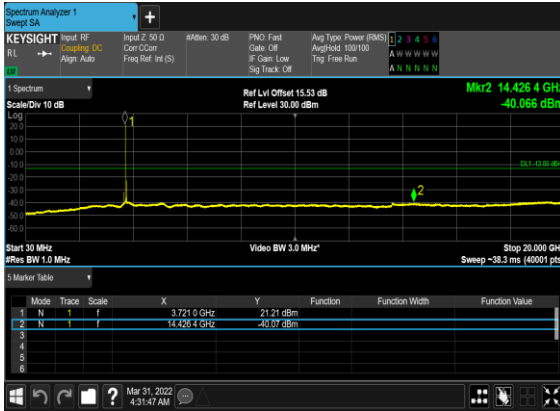 Spectrum Analyzer 1
Swept SA
KEYSIGHT Input: RF Input Z: 50 Ω #Atten: 30 dB PNO: Fast Avg Type: Power (RMS) 1 2 3 4 5 6
RL Coupling: DC Corr CCorr Gate: Off Avg|Hold: 100/100 A W W W W W
Align: Auto Freq Ref: Int (S) IF Gain: Low Trig: Free Run
Sig Track: Off A N N N N N
1 Spectrum Ref Lvl Offset 15.53 dB Mkr2 14.426 4 GHz
Scale/Div 10 dB Ref Level 30.00 dBm -40.066 dBm
Log
20.0 1
10.0
0.00
-10.0 DL1 -13.00 dBm
-20.0
-30.0 2
-40.0
-50.0
-60.0
Start 30 MHz Video BW 3.0 MHz* Stop 20.000 GHz
#Res BW 1.0 MHz Sweep ~38.3 ms (40001 pts)
5 Marker Table
Mode Trace Scale X Y Function Function Width Function Value
1 N 1 f 3.721 0 GHz 21.21 dBm
2 N 1 f 14.426 4 GHz -40.07 dBm
3
4
5
6
? Mar 31, 2022
4:31:47 AM